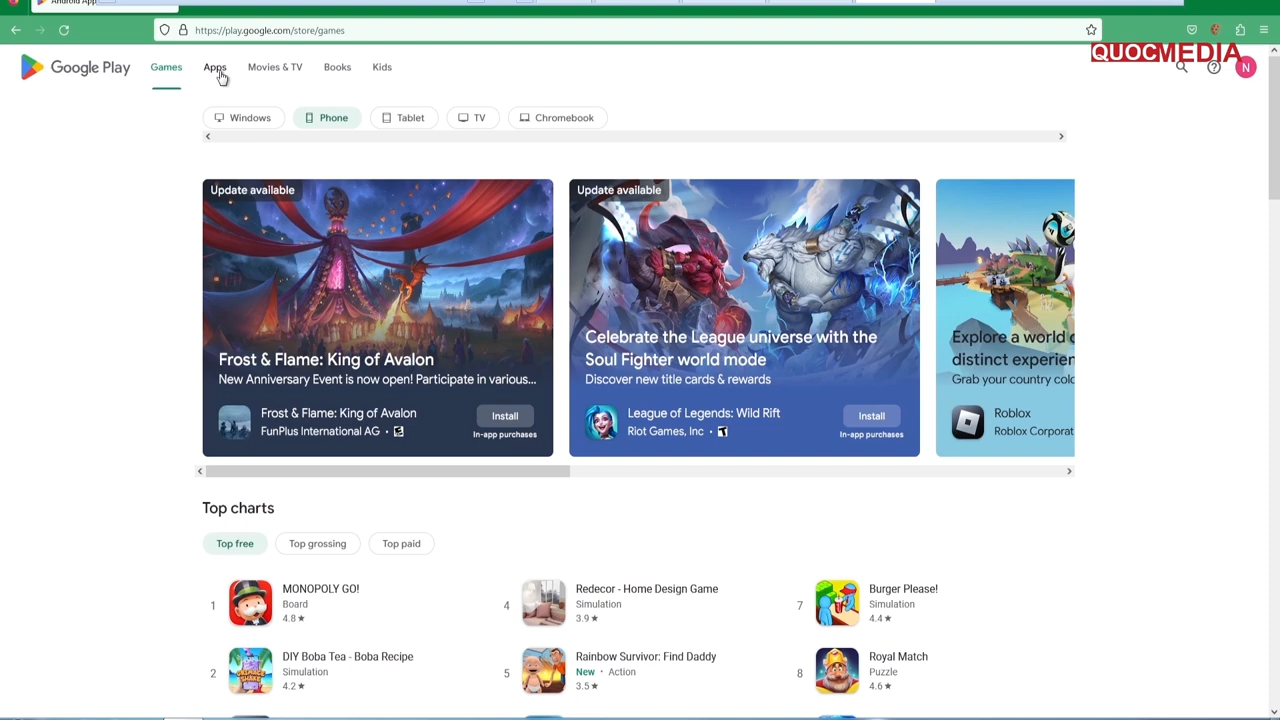 Android App
https://play.google.com/store/games
QUOCMEDIA
Google Play
Games
Apps
Movies & TV
Books
Kids
N
Windows
Phone
Tablet
TV
Chromebook
Update available
Frost & Flame: King of Avalon
New Anniversary Event is now open! Participate in various...
Frost & Flame: King of Avalon
FunPlus International AG •
Install
In-app purchases
Update available
Celebrate the League universe with the
Soul Fighter world mode
Discover new title cards & rewards
League of Legends: Wild Rift
Riot Games, Inc • T
Install
In-app purchases
Explore a world
distinct experien
Grab your country colo
Roblox
Roblox Corporat
Top charts
Top free
Top grossing
Top paid
1
MONOPOLY GO!
Board
4.8★
4
Redecor - Home Design Game
Simulation
3.9★
7
Burger Please!
Simulation
4.4★
2
DIY Boba Tea - Boba Recipe
Simulation
4.2★
5
Rainbow Survivor: Find Daddy
New • Action
3.5★
8
Royal Match
Puzzle
4.6★